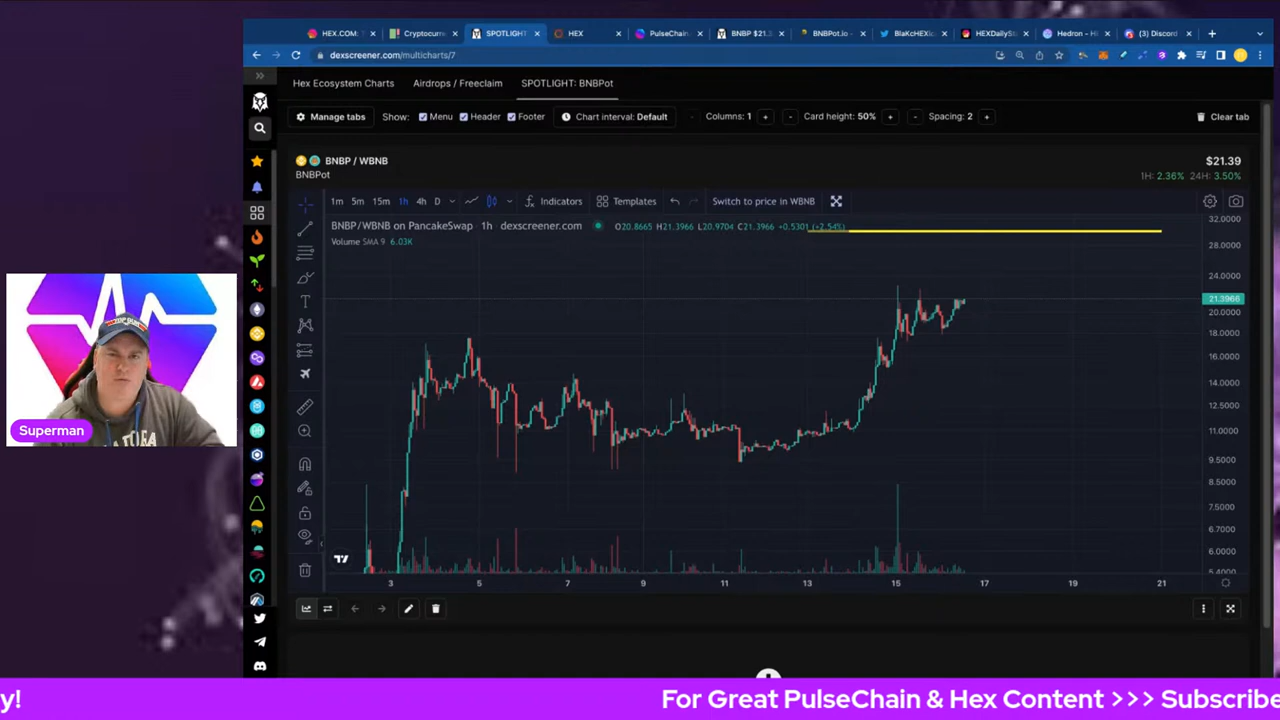 HEX.COM:
Cryptocurr
SPOTLIGHT
HEX
PulseChain
BNBP $21.3
BNBPot.io -
BlaKcHEXic
HEXDailySt
Hedron - H
(3) Discord
dexscreener.com/multicharts/7
Hex Ecosystem Charts
Airdrops / Freeclaim
SPOTLIGHT: BNBPot
Manage tabs
Show:
Menu
Header
Footer
Chart interval: Default
- Columns: 1 +
- Card height: 50% +
- Spacing: 2 +
Clear tab
BNBP / WBNB
$21.39
BNBPot
1H: 2.36% 24H: 3.50%
1m 5m 15m 1h 4h D
Indicators
Templates
Switch to price in WBNB
BNBP/WBNB on PancakeSwap 1h dexscreener.com
O20.8665 H21.3966 L20.9704 C21.3966 +0.5301 (+2.54%)
Volume SMA 9 6.03K
32.0000
28.0000
24.0000
21.3966
20.0000
18.0000
16.0000
14.0000
12.5000
11.0000
9.5000
8.5000
7.5000
6.7000
6.0000
5.4000
3 5 7 9 11 13 15 17 19 21
Superman
y!
For Great PulseChain & Hex Content >>> Subscribe